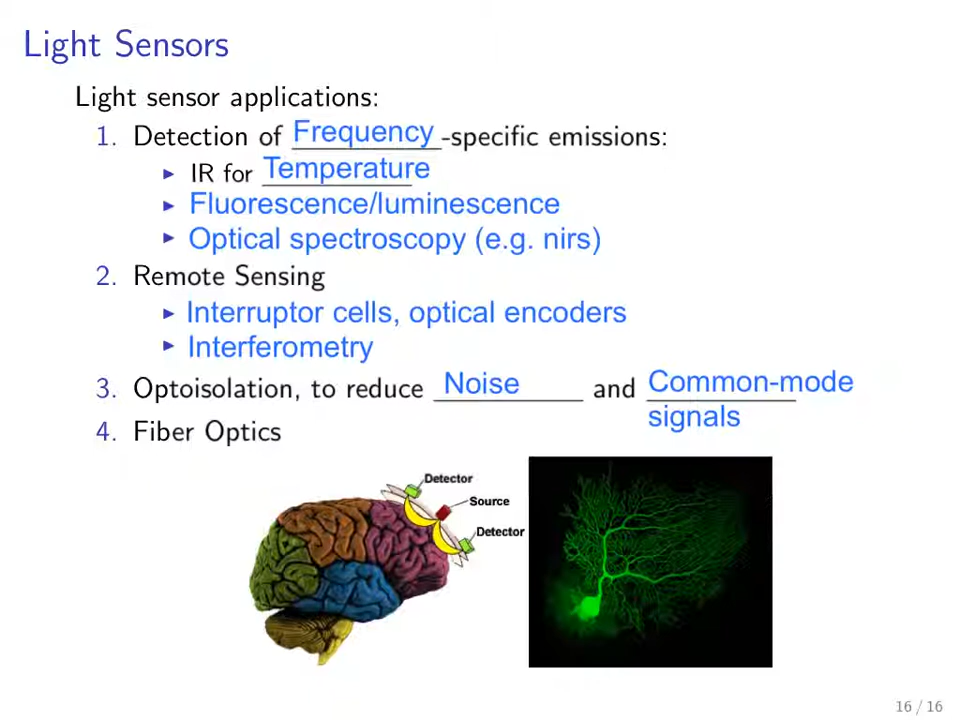 Light Sensors
Light sensor applications:
1. Detection of Frequency-specific emissions:
▶ IR for Temperature
▶ Fluorescence/luminescence
▶ Optical spectroscopy (e.g. nirs)
2. Remote Sensing
▶ Interruptor cells, optical encoders
▶ Interferometry
3. Optoisolation, to reduce Noise and Common-mode
signals
4. Fiber Optics
Detector
Source
Detector
16 / 16